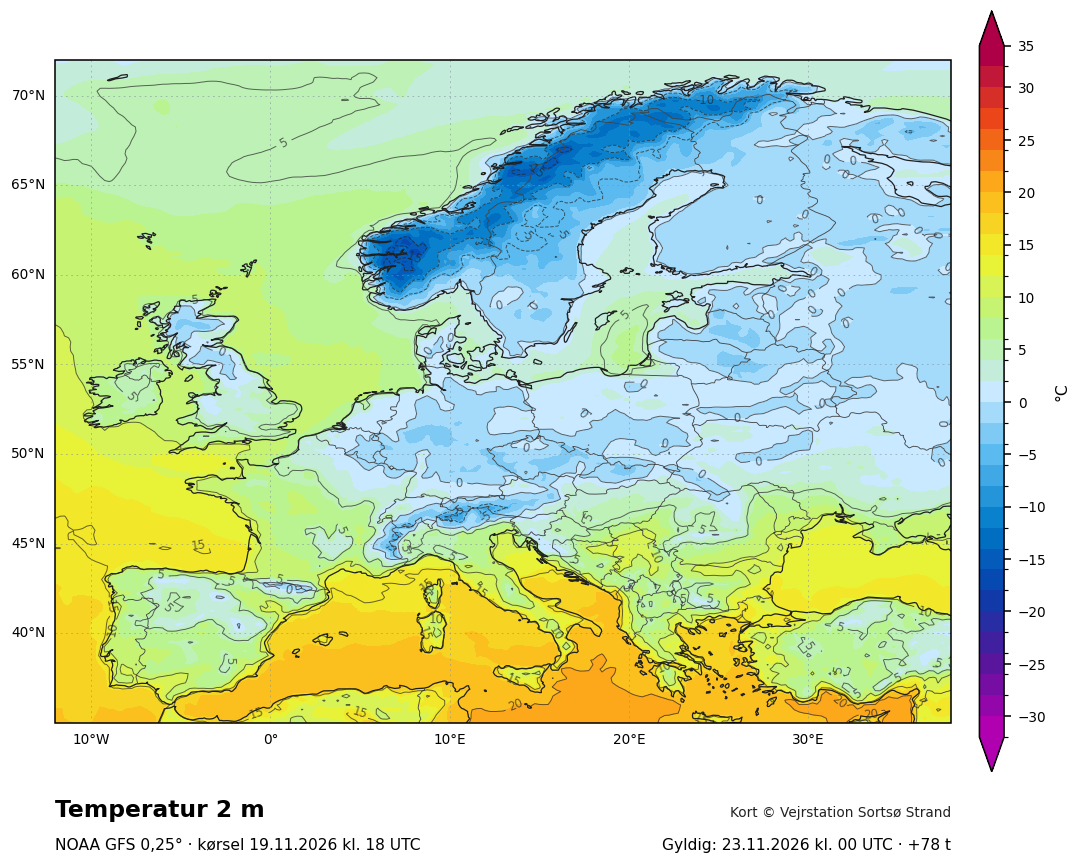 70°N
65°N
60°N
55°N
50°N
45°N
40°N
10°W
0°
10°E
20°E
30°E
35
30
25
20
15
10
5
0
−5
−10
−15
−20
−25
−30
°C
Temperatur 2 m
Kort © Vejrstation Sortsø Strand
NOAA GFS 0,25° · kørsel 19.11.2026 kl. 18 UTC
Gyldig: 23.11.2026 kl. 00 UTC · +78 t